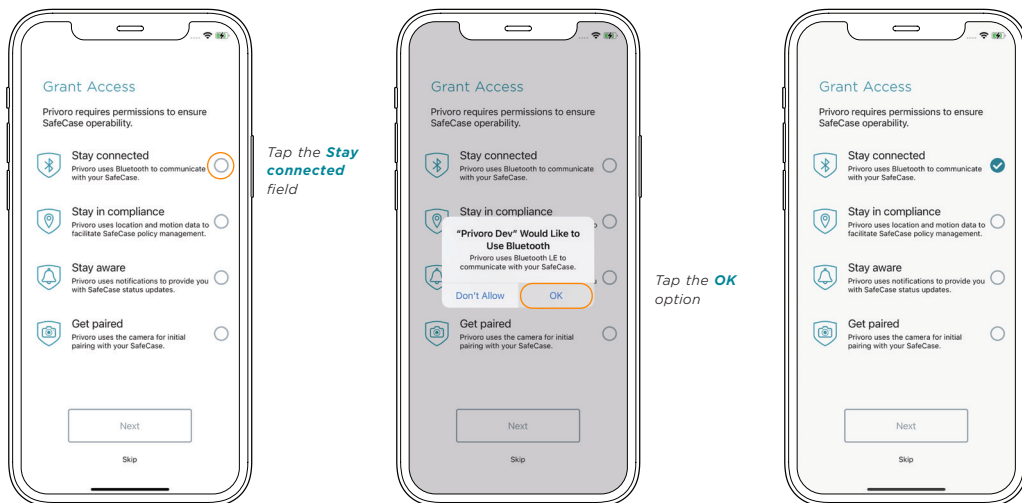 Grant Access
Privoro requires permissions to ensure
SafeCase operability.
Stay connected
Privoro uses Bluetooth to communicate
with your SafeCase.
Stay in compliance
Privoro uses location and motion data to
facilitate SafeCase policy management.
Stay aware
Privoro uses notifications to provide you
with SafeCase status updates.
Get paired
Privoro uses the camera for initial
pairing with your SafeCase.
Next
Skip
Tap the Stay
connected
field
Grant Access
Privoro requires permissions to ensure
SafeCase operability.
Stay connected
Privoro uses Bluetooth to communicate
with your SafeCase.
Stay in compliance
"Privoro Dev" Would Like to
Use Bluetooth
Privoro uses Bluetooth LE to
communicate with your SafeCase.
Don't Allow
OK
Get paired
Privoro uses the camera for initial
pairing with your SafeCase.
Next
Skip
Tap the OK
option
Grant Access
Privoro requires permissions to ensure
SafeCase operability.
Stay connected
Privoro uses Bluetooth to communicate
with your SafeCase.
Stay in compliance
Privoro uses location and motion data to
facilitate SafeCase policy management.
Stay aware
Privoro uses notifications to provide you
with SafeCase status updates.
Get paired
Privoro uses the camera for initial
pairing with your SafeCase.
Next
Skip